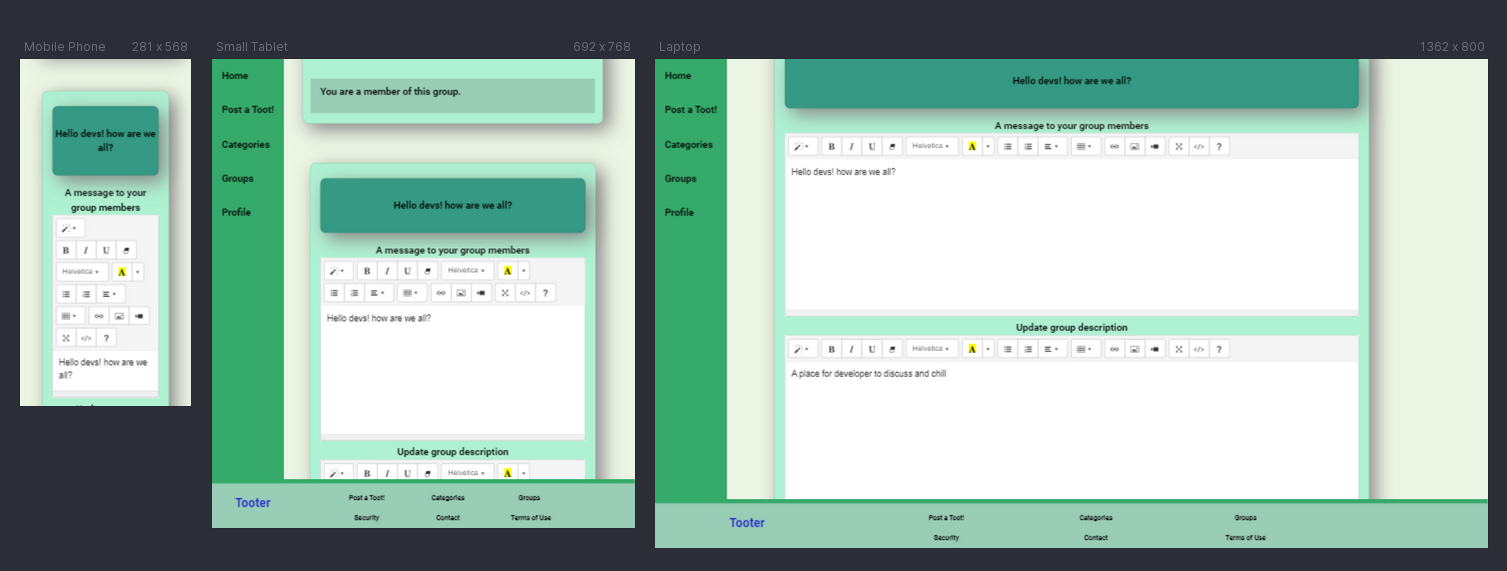 Mobile Phone 281 x 568
Hello devs! how are we
all?
A message to your
group members
B I U
Helvetica A
</> ?
Hello devs! how are we
all?
Small Tablet 692 x 768
Home
Post a Toot!
Categories
Groups
Profile
You are a member of this group.
Hello devs! how are we all?
A message to your group members
B I U Helvetica A
</> ?
Hello devs! how are we all?
Update group description
B I U Helvetica A
Tooter
Post a Toot! Categories Groups
Security Contact Terms of Use
Laptop 1362 x 800
Home
Post a Toot!
Categories
Groups
Profile
Hello devs! how are we all?
A message to your group members
B I U Helvetica A </> ?
Hello devs! how are we all?
Update group description
B I U Helvetica A </> ?
A place for developer to discuss and chill
Tooter
Post a Toot! Categories Groups
Security Contact Terms of Use